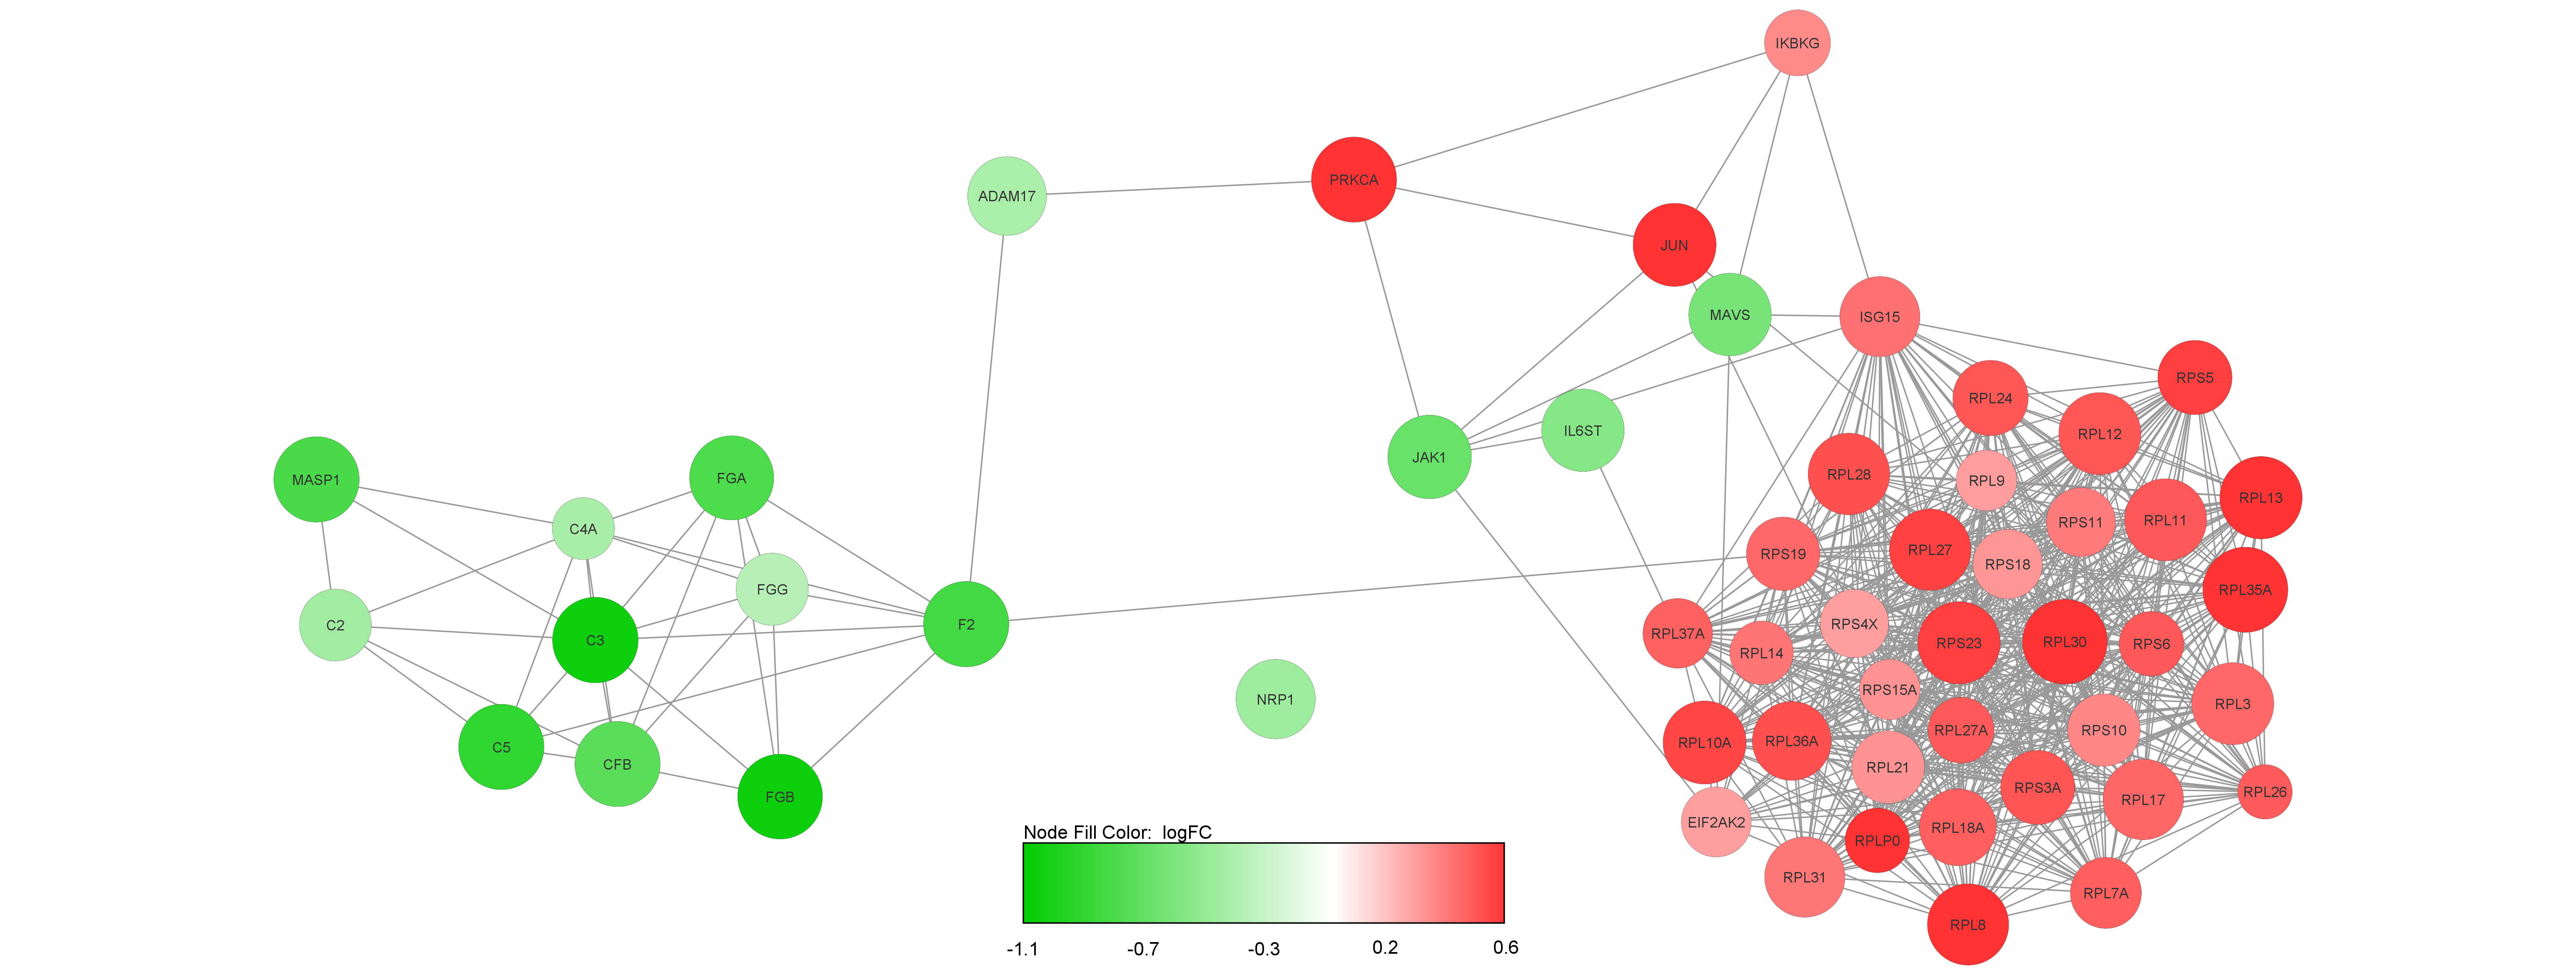 IKBKG
ADAM17
PRKCA
JUN
MAVS
ISG15
RPS5
RPL24
RPL12
IL6ST
JAK1
MASP1
FGA
RPL28
RPL9
RPL13
C4A
RPS11
RPL11
RPS19
RPL27
RPS18
FGG
RPL35A
C2
C3
F2
RPS4X
RPL37A
RPL14
RPS23
RPL30
RPS6
NRP1
RPS15A
RPL3
C5
CFB
RPL10A
RPL36A
RPL27A
RPS10
FGB
RPL21
RPS3A
RPL17
RPL26
EIF2AK2
RPLP0
RPL18A
RPL31
RPL7A
RPL8
Node Fill Color: logFC
-1.1 -0.7 -0.3 0.2 0.6